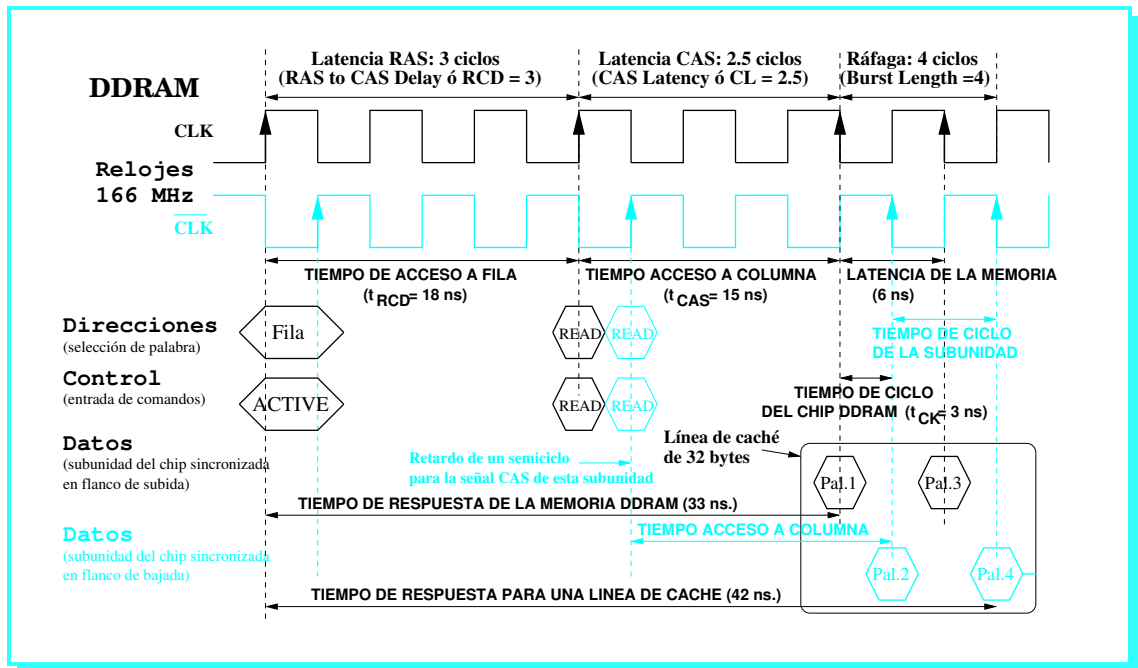 Latencia RAS: 3 ciclos
(RAS to CAS Delay ó RCD = 3)
Latencia CAS: 2.5 ciclos
(CAS Latency ó CL = 2.5)
Ráfaga: 4 ciclos
(Burst Length =4)
DDRAM
CLK
Relojes
166 MHz
CLK
TIEMPO DE ACCESO A FILA
(t RCD= 18 ns)
TIEMPO ACCESO A COLUMNA
(t CAS= 15 ns)
LATENCIA DE LA MEMORIA
(6 ns)
Direcciones
(selección de palabra)
Fila
READ
READ
TIEMPO DE CICLO
DE LA SUBUNIDAD
Control
(entrada de comandos)
ACTIVE
READ
READ
TIEMPO DE CICLO
DEL CHIP DDRAM (t CK= 3 ns)
Datos
(subunidad del chip sincronizada
en flanco de subida)
Retardo de un semiciclo
para la señal CAS de esta subunidad
Línea de caché
de 32 bytes
Pal.1
Pal.3
TIEMPO DE RESPUESTA DE LA MEMORIA DDRAM (33 ns.)
Datos
(subunidad del chip sincronizada
en flanco de bajada)
TIEMPO ACCESO A COLUMNA
Pal.2
Pal.4
TIEMPO DE RESPUESTA PARA UNA LINEA DE CACHE (42 ns.)